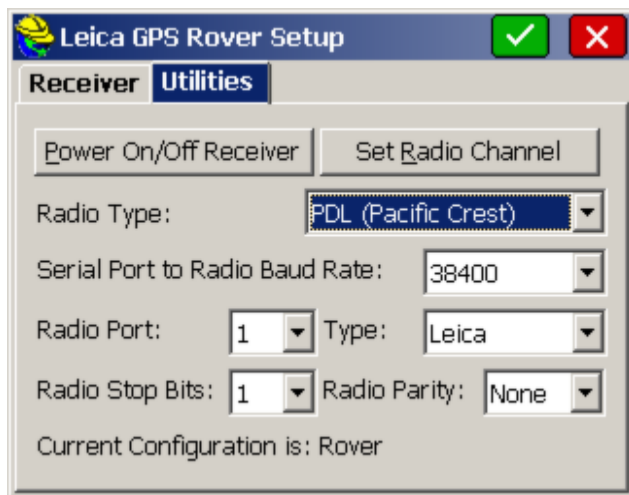 Leica GPS Rover Setup
Receiver Utilities
Power On/Off Receiver Set Radio Channel
Radio Type: PDL (Pacific Crest)
Serial Port to Radio Baud Rate: 38400
Radio Port: 1 Type: Leica
Radio Stop Bits: 1 Radio Parity: None
Current Configuration is: Rover